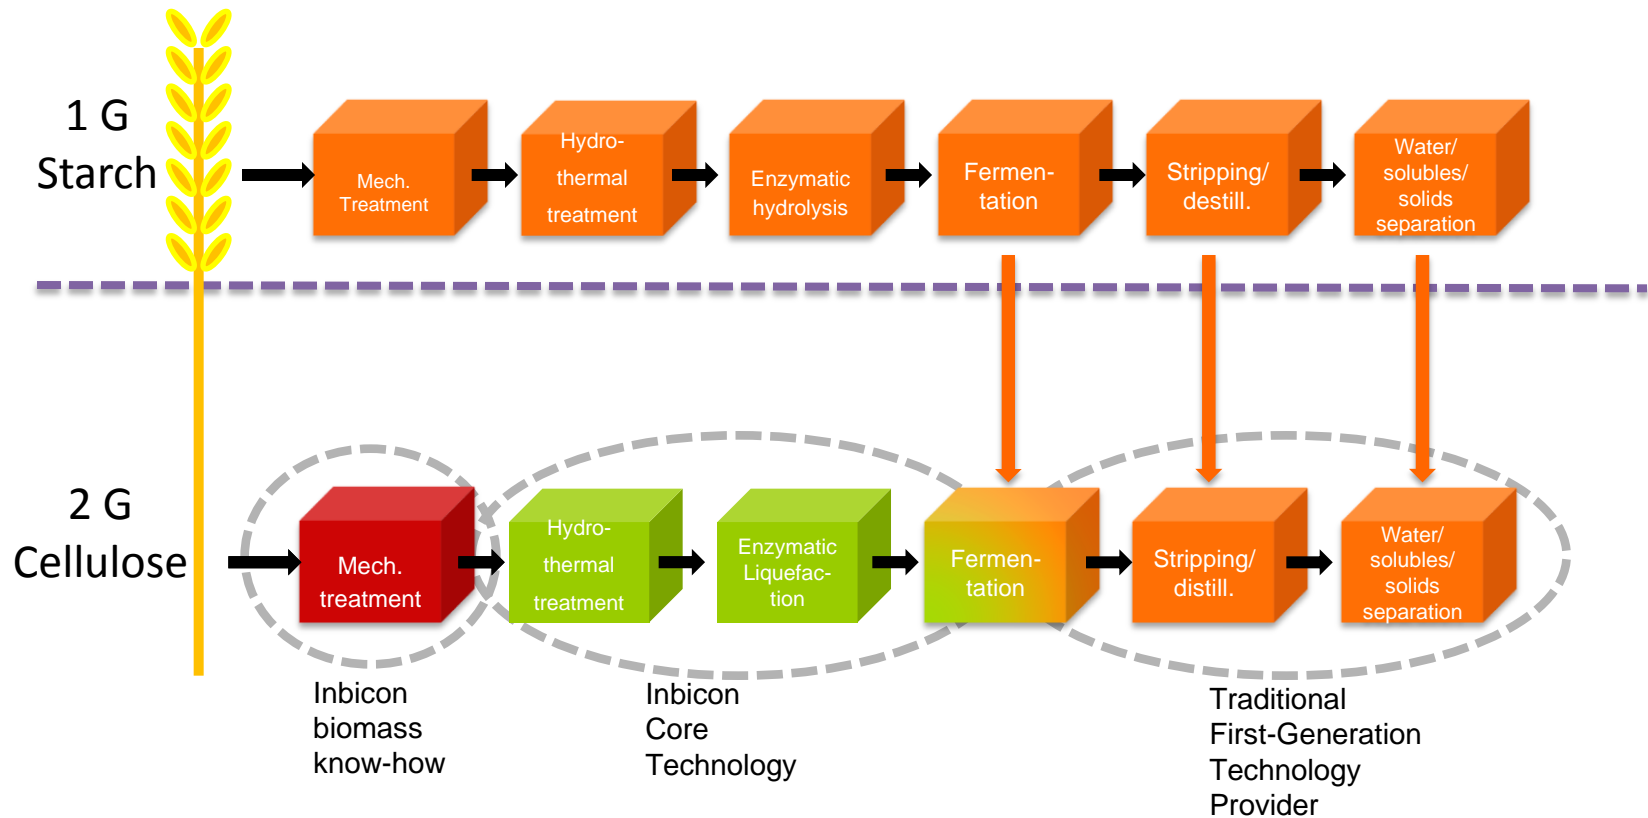 1 G
Starch
Mech.
Treatment
Hydro-
thermal
treatment
Enzymatic
hydrolysis
Fermen-
tation
Stripping/
destill.
Water/
solubles/
solids
separation
2 G
Cellulose
Mech.
treatment
Hydro-
thermal
treatment
Enzymatic
Liquefac-
tion
Fermen-
tation
Stripping/
distill.
Water/
solubles/
solids
separation
Inbicon
biomass
know-how
Inbicon
Core
Technology
Traditional
First-Generation
Technology
Provider